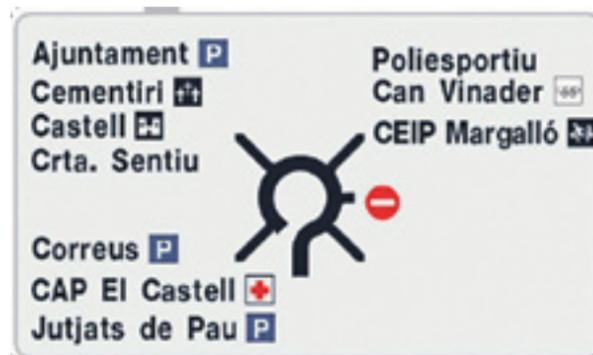 Ajuntament P
Cementiri
Castell
Crta. Sentiu
Poliesportiu
Can Vinader
CEIP Margalló
Correus P
CAP El Castell
Jutjats de Pau P